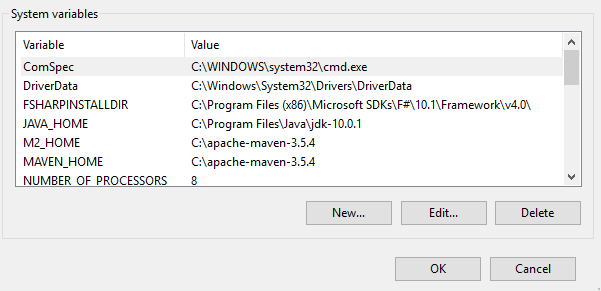 System variables
Variable Value
ComSpec C:\WINDOWS\system32\cmd.exe
DriverData C:\Windows\System32\Drivers\DriverData
FSHARPINSTALLDIR C:\Program Files (x86)\Microsoft SDKs\F#\10.1\Framework\v4.0\
JAVA_HOME C:\Program Files\Java\jdk-10.0.1
M2_HOME C:\apache-maven-3.5.4
MAVEN_HOME C:\apache-maven-3.5.4
NUMBER_OF_PROCESSORS 8
New... Edit... Delete
OK Cancel